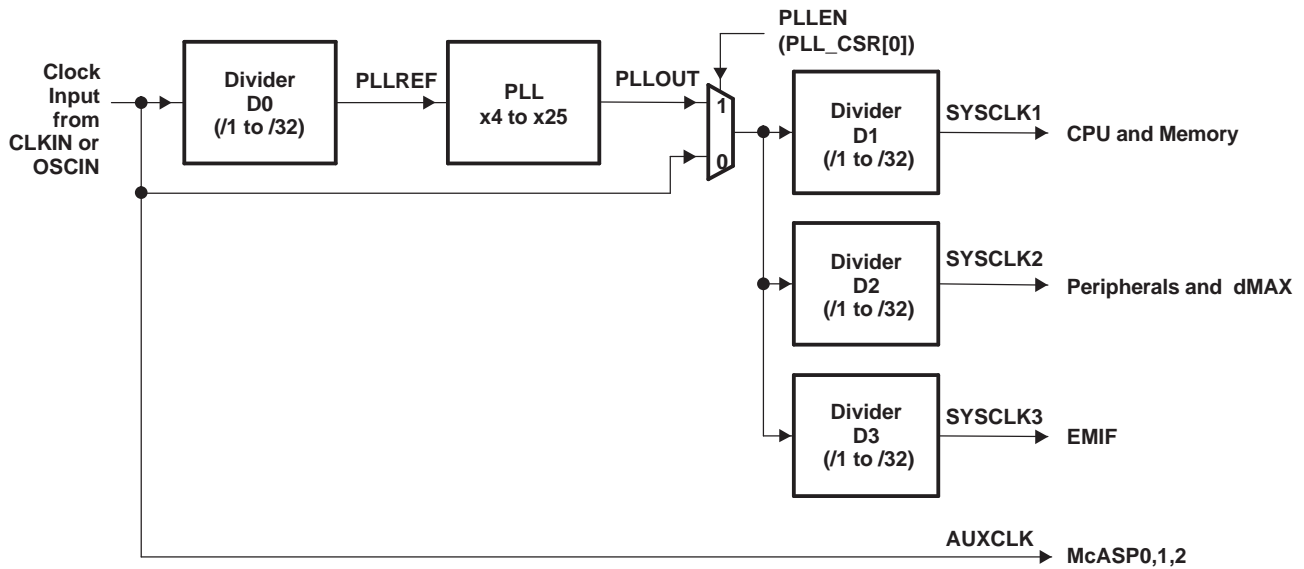 PLLEN
(PLL_CSR[0])
Clock
Input
from
CLKIN or
OSCIN
Divider
D0
(/1 to /32)
PLLREF
PLL
x4 to x25
PLLOUT
1
0
Divider
D1
(/1 to /32)
SYSCLK1
CPU and Memory
Divider
D2
(/1 to /32)
SYSCLK2
Peripherals and dMAX
Divider
D3
(/1 to /32)
SYSCLK3
EMIF
AUXCLK
McASP0,1,2